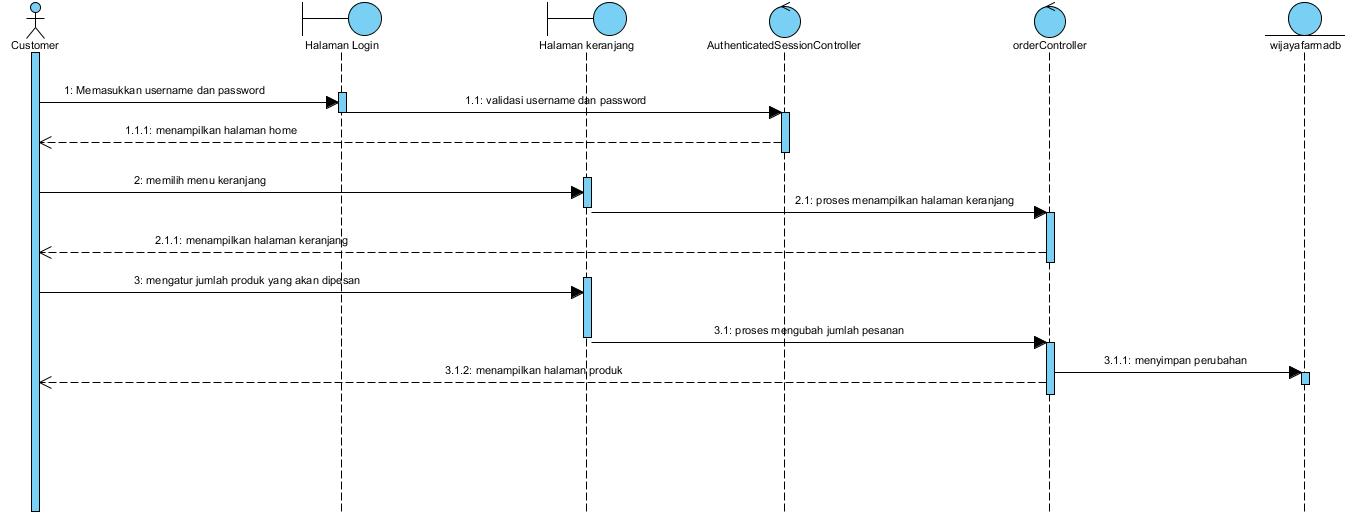 Customer
Halaman Login
Halaman keranjang
AuthenticatedSessionController
orderController
wijayafarmadb
1: Memasukkan username dan password
1.1: validasi username dan password
1.1.1: menampilkan halaman home
2: memilih menu keranjang
2.1: proses menampilkan halaman keranjang
2.1.1: menampilkan halaman keranjang
3: mengatur jumlah produk yang akan dipesan
3.1: proses mengubah jumlah pesanan
3.1.1: menyimpan perubahan
3.1.2: menampilkan halaman produk